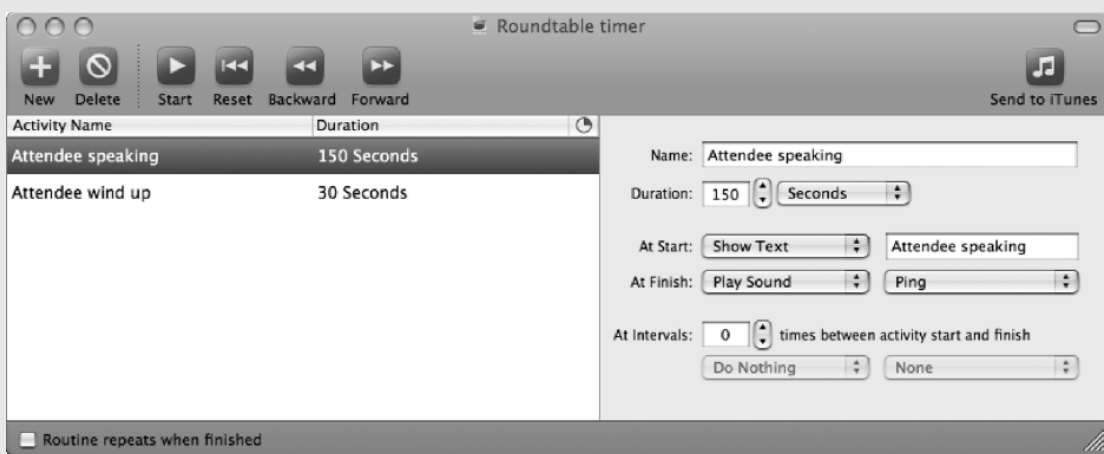 Roundtable timer
New Delete Start Reset Backward Forward Send to iTunes
Activity Name Duration
Attendee speaking 150 Seconds
Attendee wind up 30 Seconds
Name: Attendee speaking
Duration: 150 Seconds
At Start: Show Text Attendee speaking
At Finish: Play Sound Ping
At Intervals: 0 times between activity start and finish
Do Nothing None
Routine repeats when finished